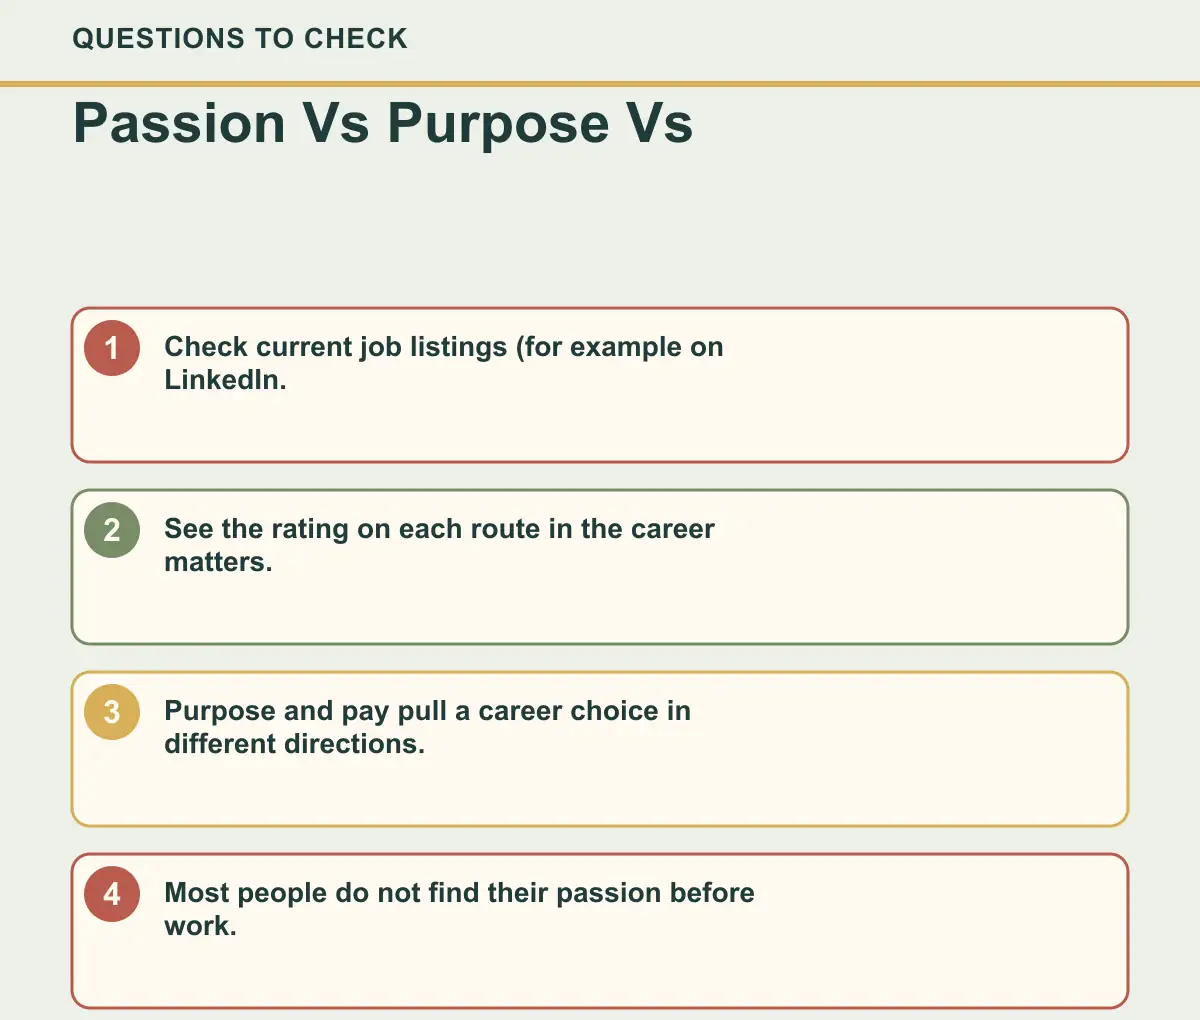 QUESTIONS TO CHECK
Passion Vs Purpose Vs
1
Check current job listings (for example on
LinkedIn.
2
See the rating on each route in the career
matters.
3
Purpose and pay pull a career choice in
different directions.
4
Most people do not find their passion before
work.